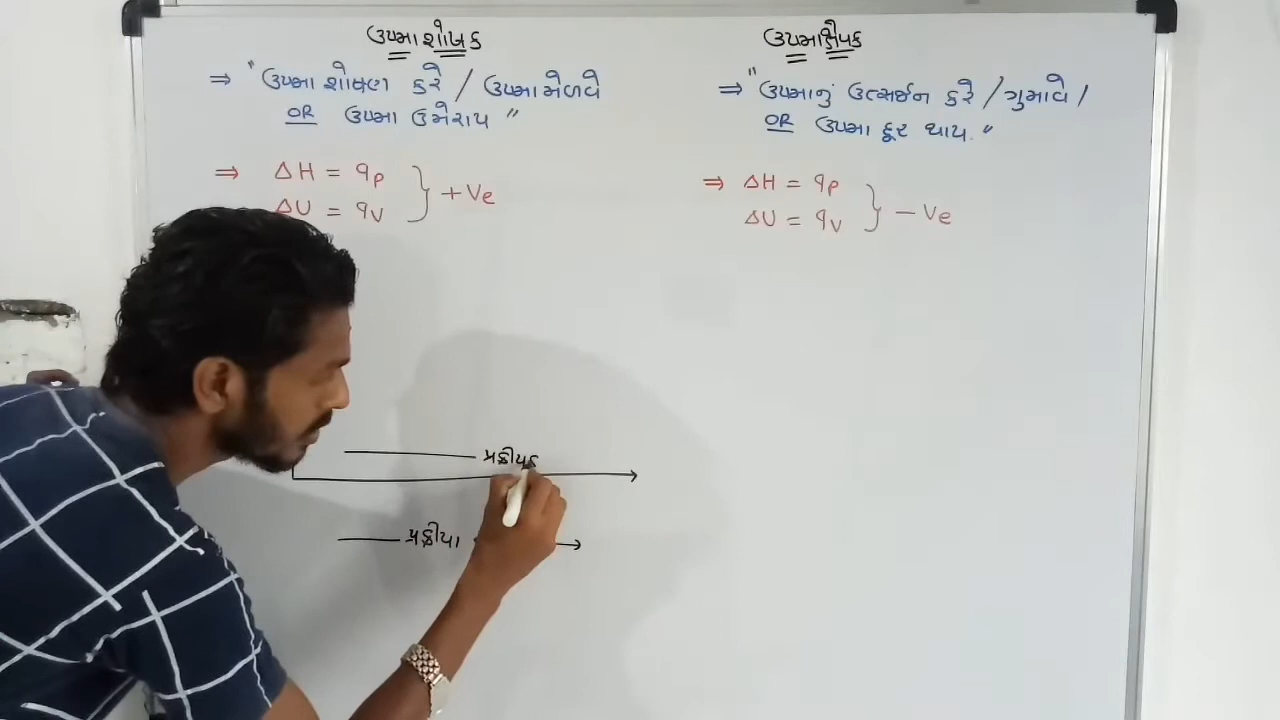 ઉષ્માશોષક
⇒ "ઉષ્મા શોષણ કરે / ઉષ્મા મેળવે
OR ઉષ્મા ઉમેરાય"
⇒ ΔH = qp } +Ve
ΔU = qv
ઉષ્માક્ષેપક
⇒ "ઉષ્માનું ઉત્સર્જન કરે / ગુમાવે /
OR ઉષ્મા દૂર થાય."
⇒ ΔH = qp } -Ve
ΔU = qv
પ્રક્રીયક
પ્રક્રીયા